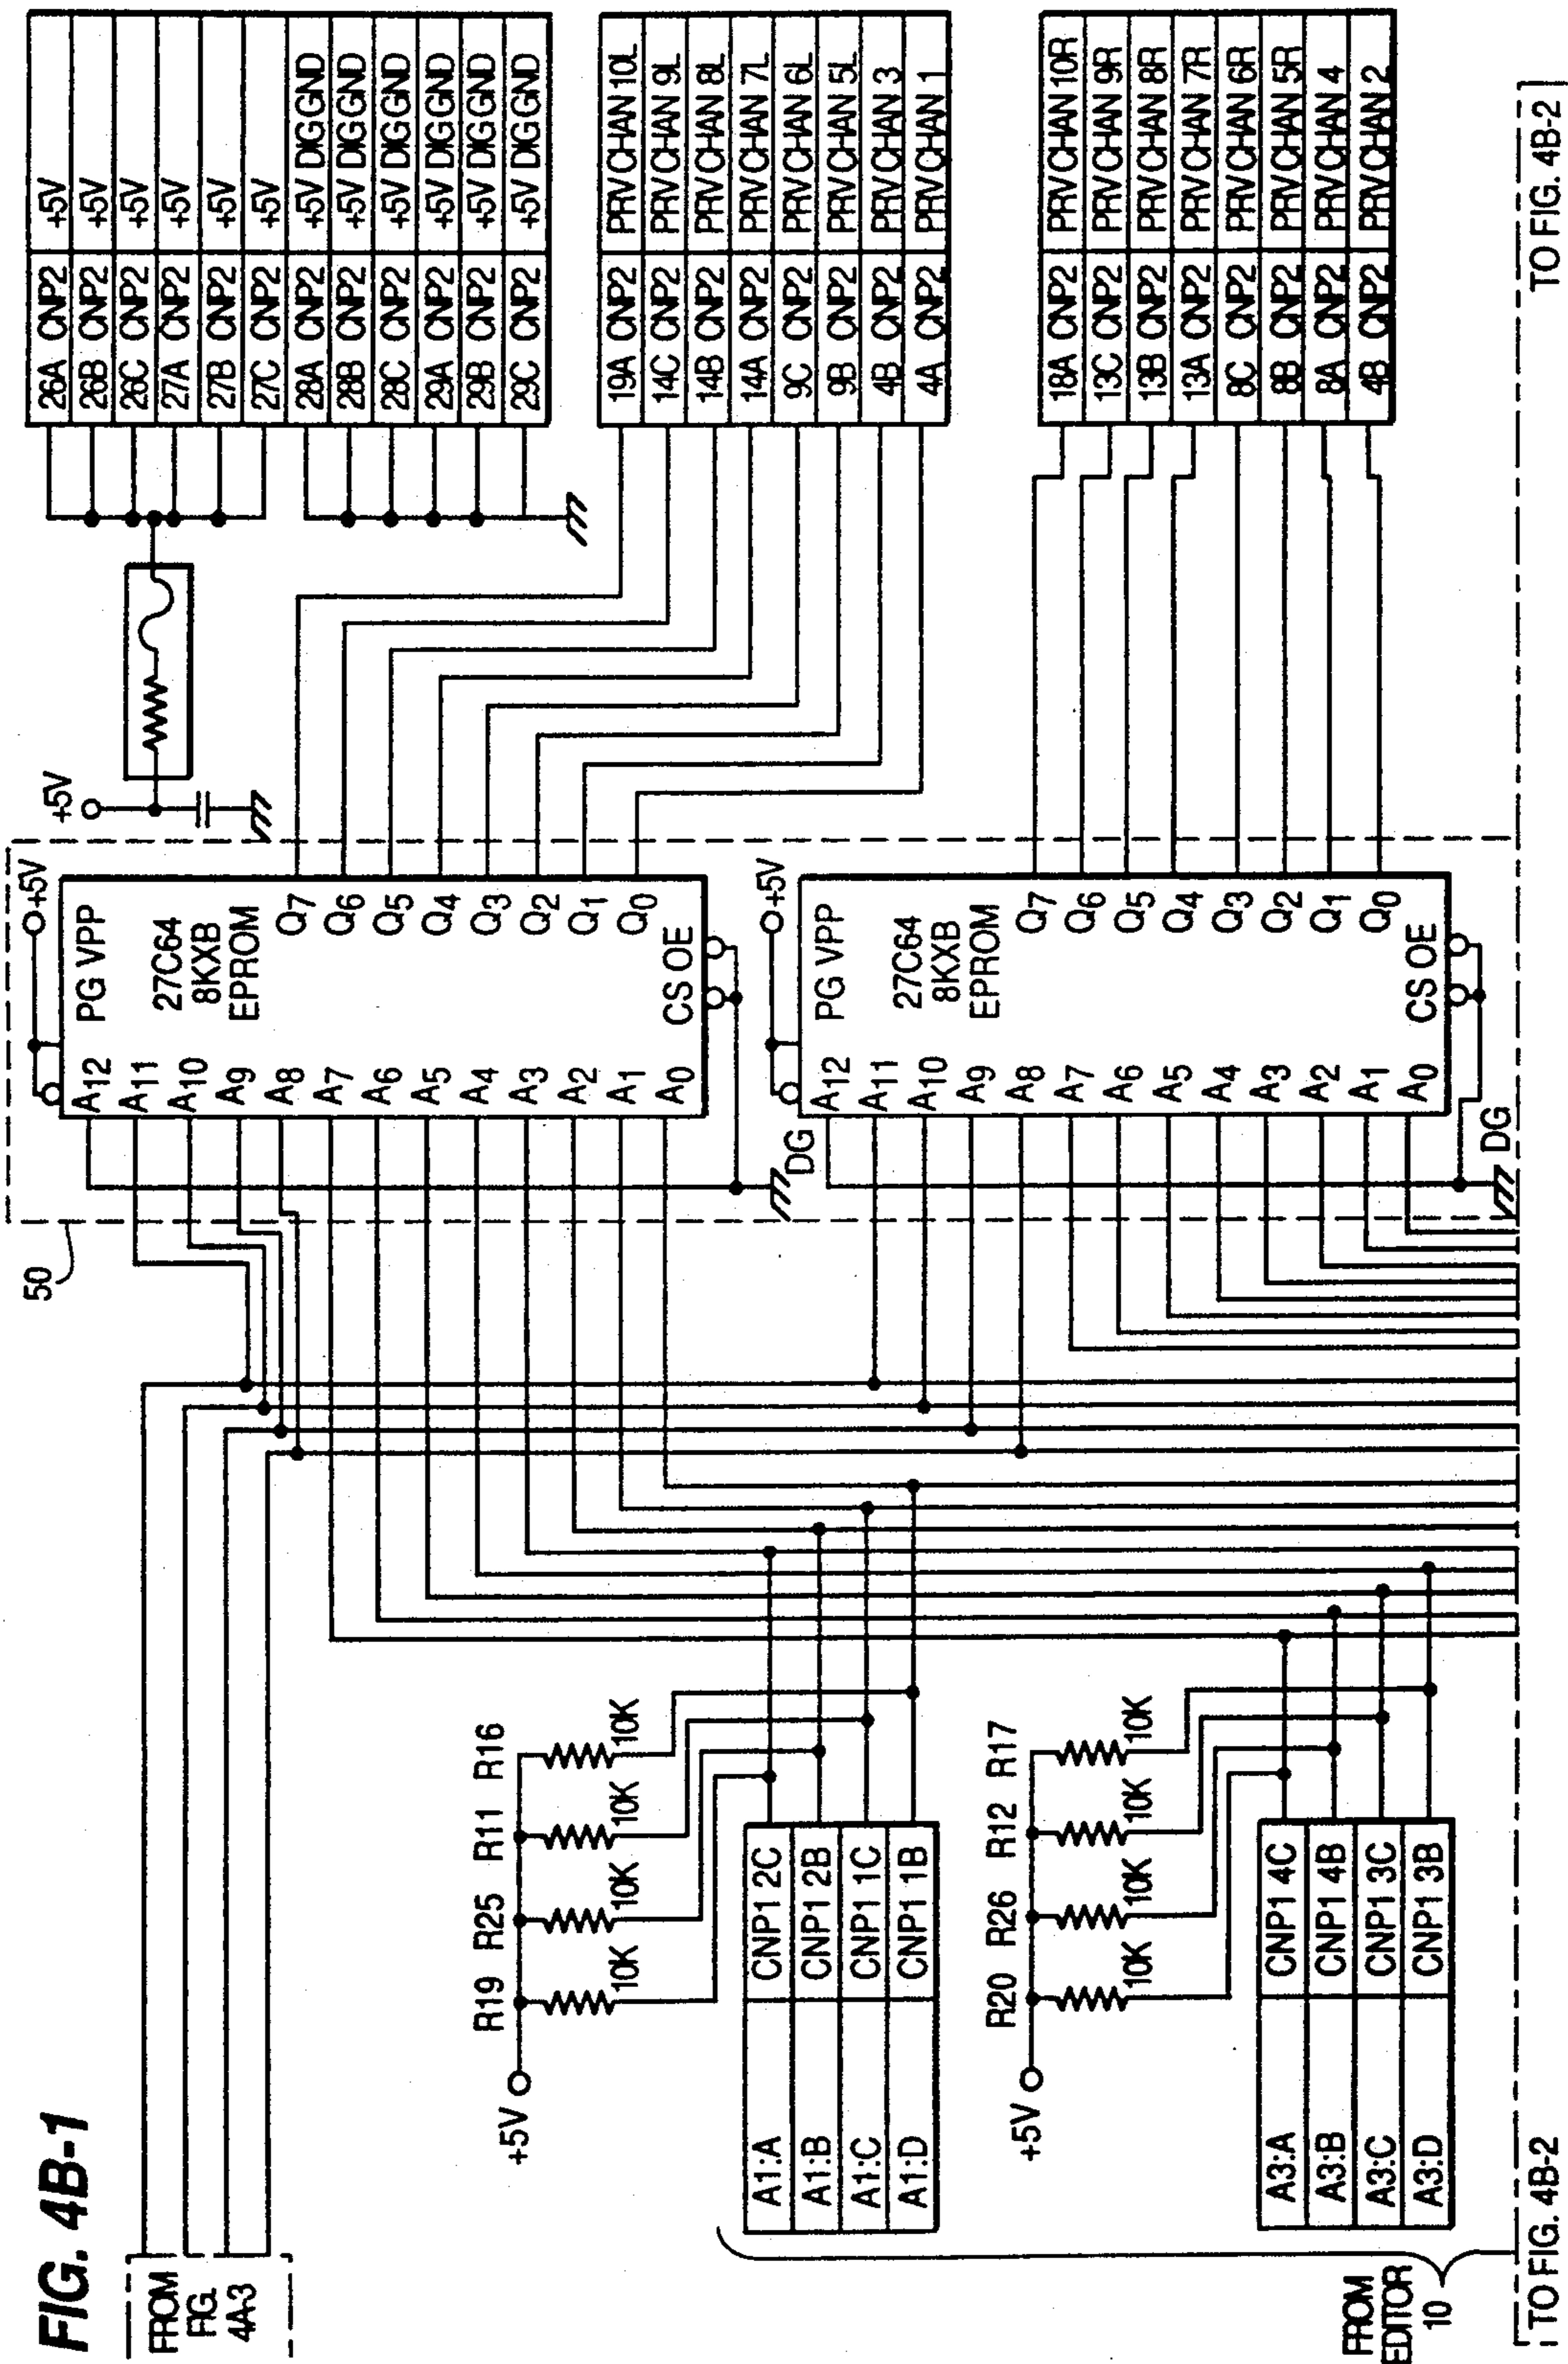 FIG. 4B-1
FROM
FIG.
4A-3
50
+5V
PG VPP
27C64
8KXB
EPROM
CS OE
A12
A11
A10
A9
A8
A7
A6
A5
A4
A3
A2
A1
A0
Q7
Q6
Q5
Q4
Q3
Q2
Q1
Q0
DG
+5V
26A CNP2 +5V
26B CNP2 +5V
26C CNP2 +5V
27A CNP2 +5V
27B CNP2 +5V
27C CNP2 +5V
28A CNP2 +5V DIG GND
28B CNP2 +5V DIG GND
28C CNP2 +5V DIG GND
29A CNP2 +5V DIG GND
29B CNP2 +5V DIG GND
29C CNP2 +5V DIG GND
19A CNP2 PRV CHAN 10L
14C CNP2 PRV CHAN 9L
14B CNP2 PRV CHAN 8L
14A CNP2 PRV CHAN 7L
9C CNP2 PRV CHAN 6L
9B CNP2 PRV CHAN 5L
4B CNP2 PRV CHAN 3
4A CNP2 PRV CHAN 1
+5V
R19 R25 R11 R16
10K 10K 10K 10K
A1:A CNP1 2C
A1:B CNP1 2B
A1:C CNP1 1C
A1:D CNP1 1B
+5V
PG VPP
27C64
8KXB
EPROM
CS OE
A12
A11
A10
A9
A8
A7
A6
A5
A4
A3
A2
A1
A0
Q7
Q6
Q5
Q4
Q3
Q2
Q1
Q0
DG
18A CNP2 PRV CHAN 10R
13C CNP2 PRV CHAN 9R
13B CNP2 PRV CHAN 8R
13A CNP2 PRV CHAN 7R
8C CNP2 PRV CHAN 6R
8B CNP2 PRV CHAN 5R
8A CNP2 PRV CHAN 4
4B CNP2 PRV CHAN 2
+5V
R20 R26 R12 R17
10K 10K 10K 10K
A3:A CNP1 4C
A3:B CNP1 4B
A3:C CNP1 3C
A3:D CNP1 3B
FROM
EDITOR
10
TO FIG. 4B-2
TO FIG. 4B-2